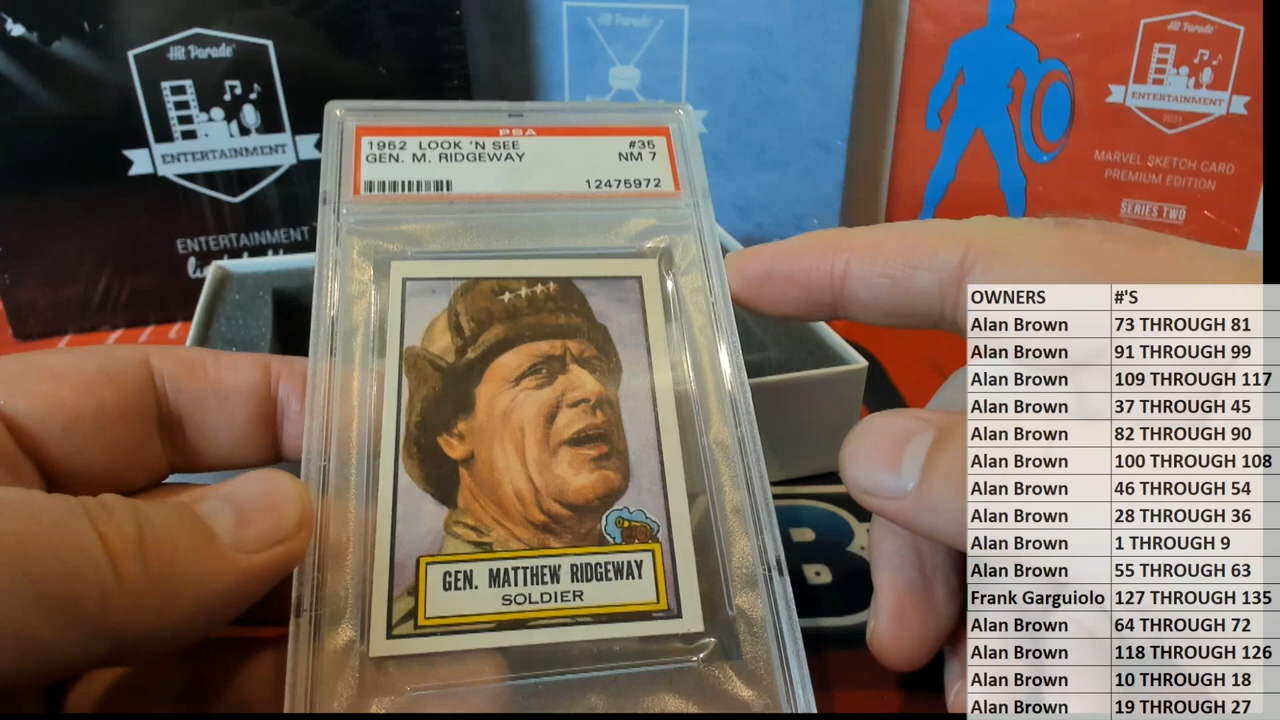 Hit Parade
ENTERTAINMENT
ENTERTAINMENT
Hit Parade
Hit Parade
ENTERTAINMENT
2021
MARVEL SKETCH CARD
PREMIUM EDITION
SERIES TWO
PSA
1952 LOOK 'N SEE #35
GEN. M. RIDGEWAY NM 7
12475972
GEN. MATTHEW RIDGEWAY
SOLDIER
B
OWNERS #'S
Alan Brown 73 THROUGH 81
Alan Brown 91 THROUGH 99
Alan Brown 109 THROUGH 117
Alan Brown 37 THROUGH 45
Alan Brown 82 THROUGH 90
Alan Brown 100 THROUGH 108
Alan Brown 46 THROUGH 54
Alan Brown 28 THROUGH 36
Alan Brown 1 THROUGH 9
Alan Brown 55 THROUGH 63
Frank Garguiolo 127 THROUGH 135
Alan Brown 64 THROUGH 72
Alan Brown 118 THROUGH 126
Alan Brown 10 THROUGH 18
Alan Brown 19 THROUGH 27